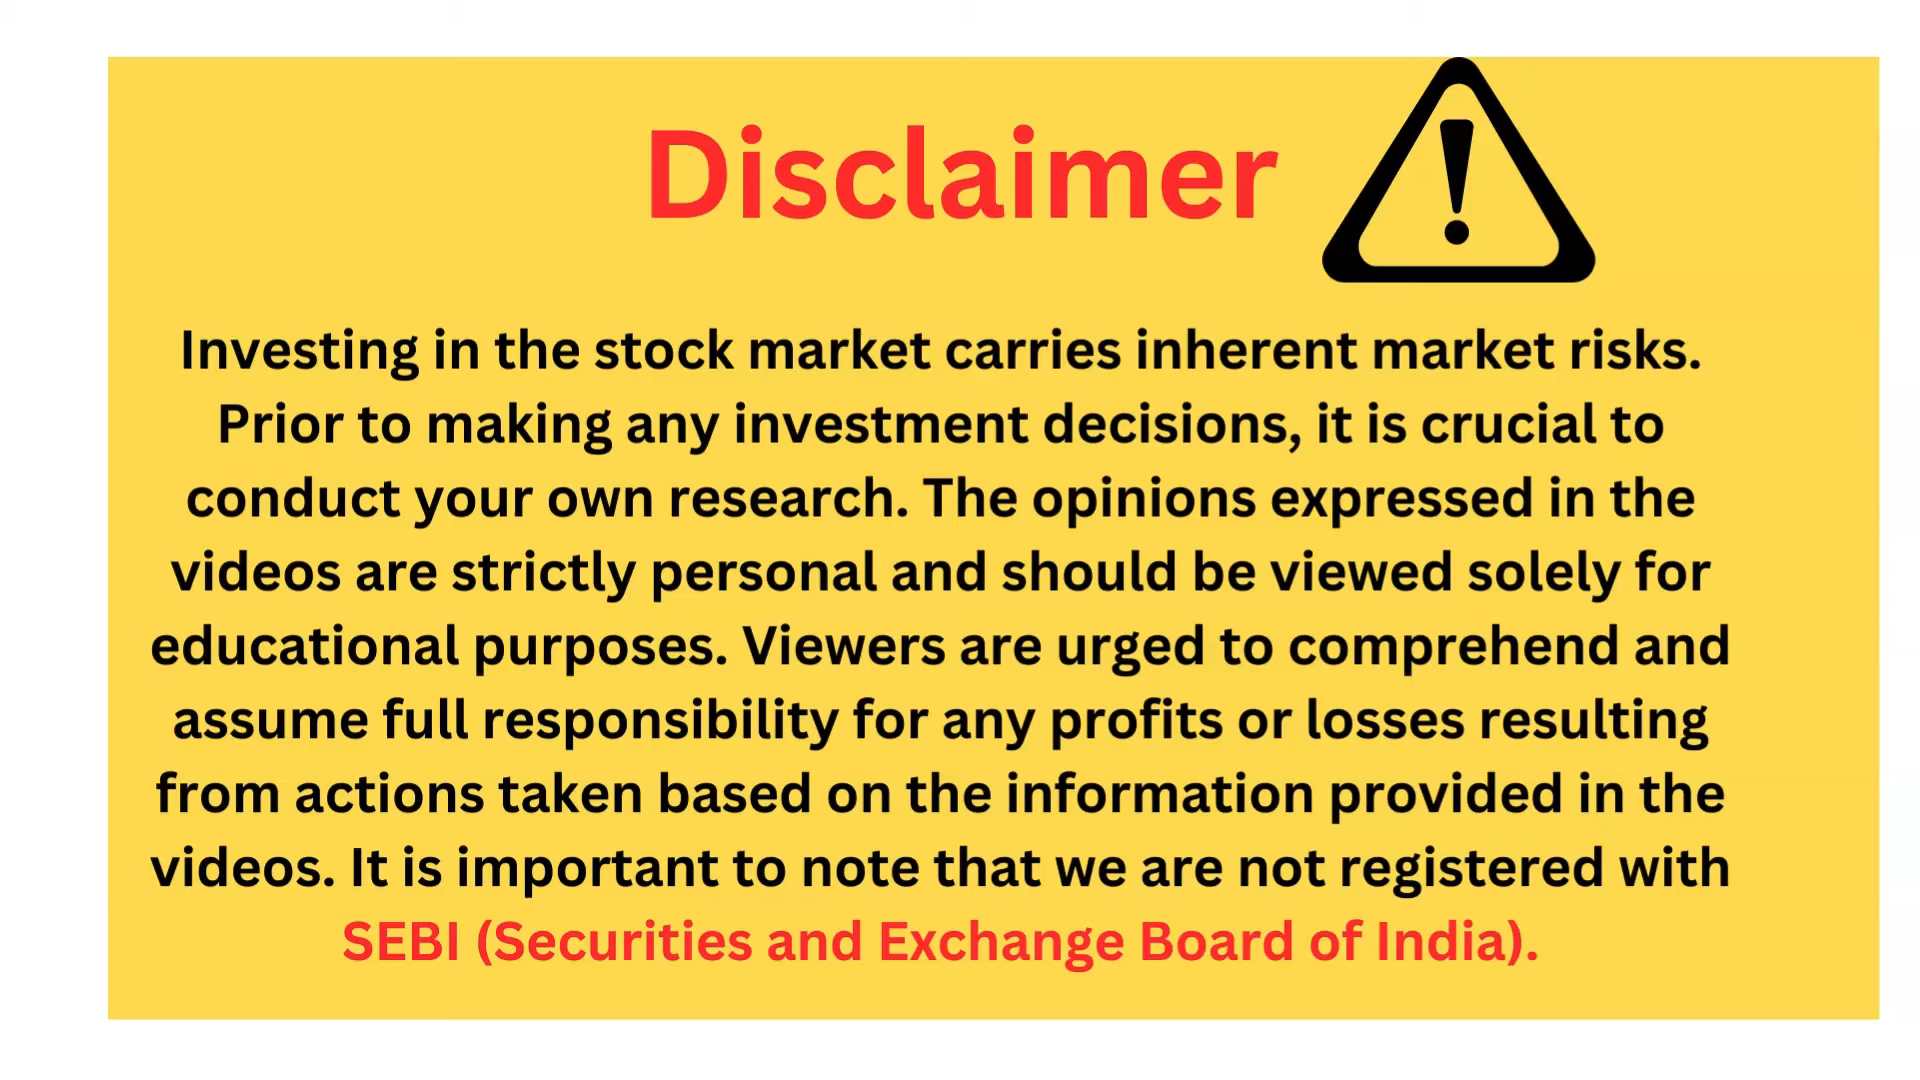 Disclaimer
Investing in the stock market carries inherent market risks.
Prior to making any investment decisions, it is crucial to
conduct your own research. The opinions expressed in the
videos are strictly personal and should be viewed solely for
educational purposes. Viewers are urged to comprehend and
assume full responsibility for any profits or losses resulting
from actions taken based on the information provided in the
videos. It is important to note that we are not registered with
SEBI (Securities and Exchange Board of India).